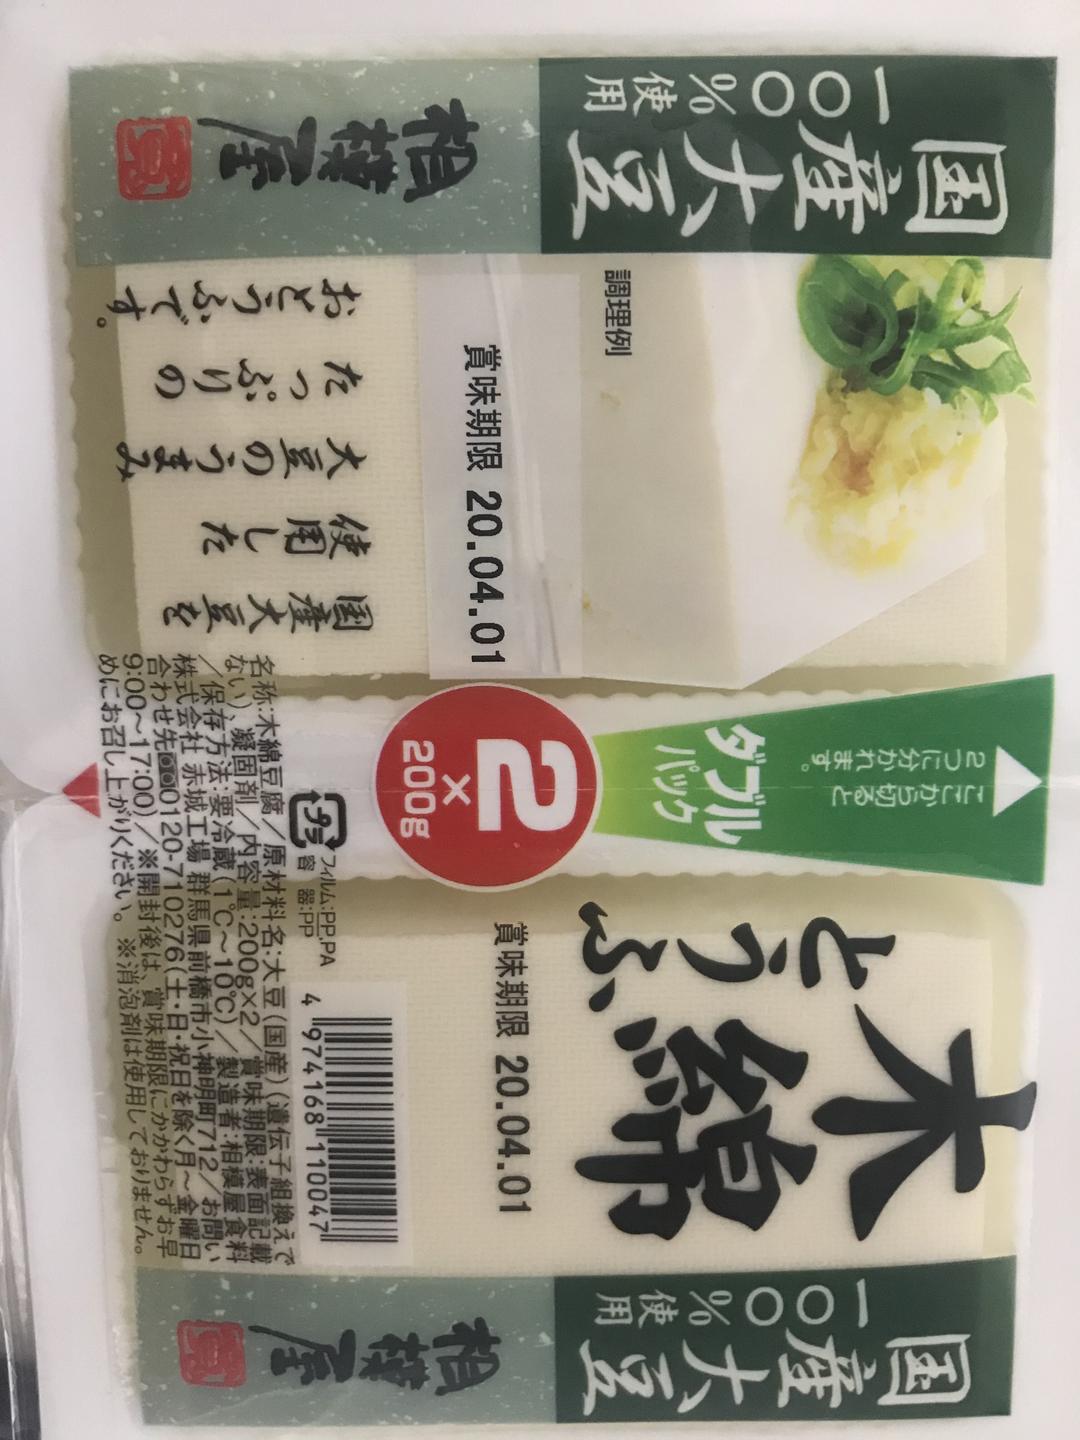 国産大豆
一〇〇%使用
相模屋
調理例
賞味期限 20.04.01
国産大豆を
使用した
大豆のうまみ
たっぷりの
おとうふです。
ここから切ると
2つに分かれます。
ダブル
パック
2
×
200g
木綿
とうふ
賞味期限 20.04.01
プラ
フィルム:PP,PA
容 器:PP
名称:木綿豆腐/原材料名:大豆(国産)(遺伝子組換えで
ない)、凝固剤/内容量:200g×2/賞味期限:表面記載
/保存方法:要冷蔵(1℃~10℃)/製造者:相模屋食料
株式会社 赤城工場 群馬県前橋市小神明町712/お問い
合わせ先 0120-710276(土・日・祝日を除く月~金曜日
9:00~17:00)/※開封後は、賞味期限にかかわらずお早
めにお召し上がりください。 ※消泡剤は使用しておりません。
4 974168 110047
国産大豆
一〇〇%使用
相模屋